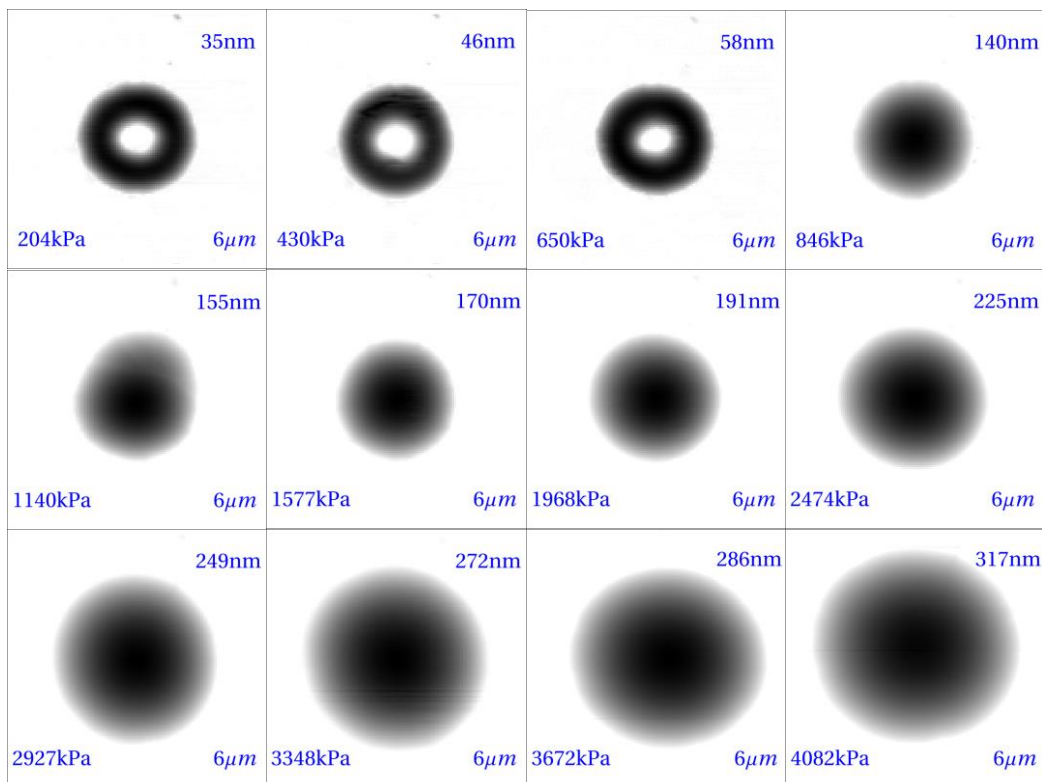 35nm
204kPa 6μm
46nm
430kPa 6μm
58nm
650kPa 6μm
140nm
846kPa 6μm
155nm
1140kPa 6μm
170nm
1577kPa 6μm
191nm
1968kPa 6μm
225nm
2474kPa 6μm
249nm
2927kPa 6μm
272nm
3348kPa 6μm
286nm
3672kPa 6μm
317nm
4082kPa 6μm